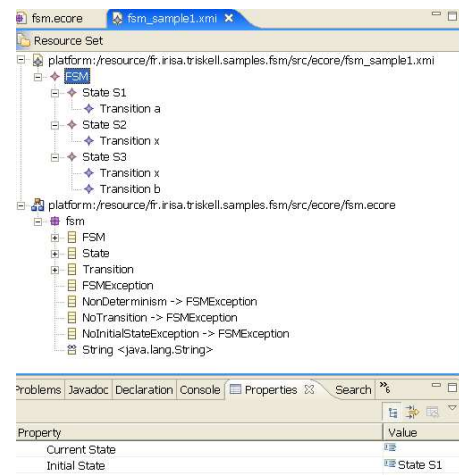 fsm.ecore fsm_sample1.xmi
Resource Set
platform:/resource/fr.irisa.triskell.samples.fsm/src/ecore/fsm_sample1.xmi
FSM
State S1
Transition a
State S2
Transition x
State S3
Transition x
Transition b
platform:/resource/fr.irisa.triskell.samples.fsm/src/ecore/fsm.ecore
fsm
FSM
State
Transition
FSMException
NonDeterminism -> FSMException
NoTransition -> FSMException
NoInitialStateException -> FSMException
String <java.lang.String>
Problems Javadoc Declaration Console Properties Search
Property Value
Current State
Initial State State S1